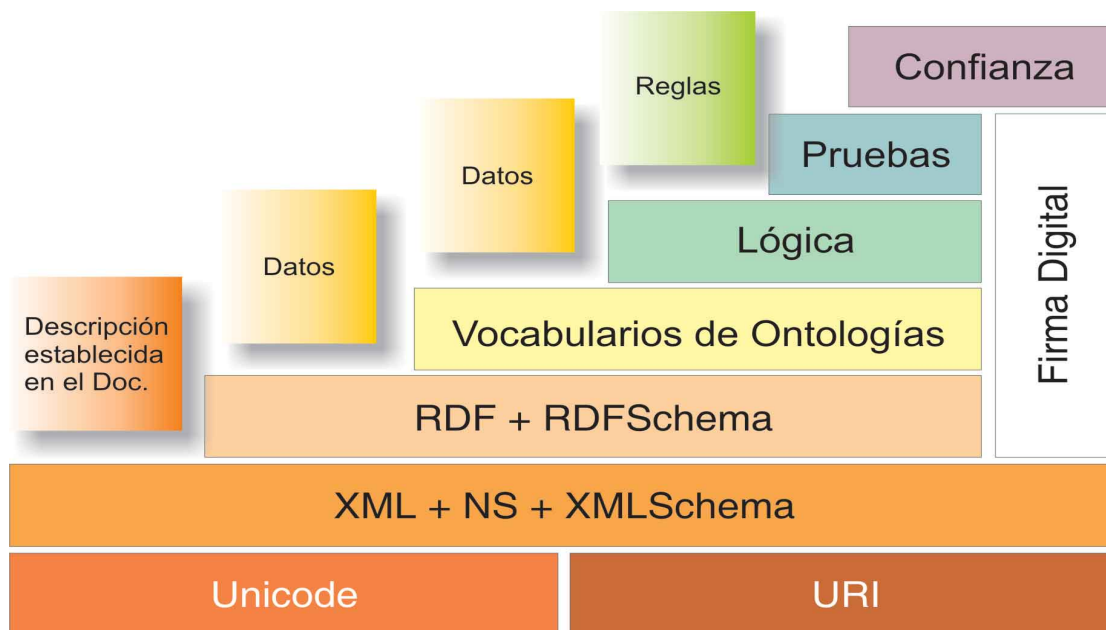 Confianza
Reglas
Pruebas
Datos
Lógica
Datos
Vocabularios de Ontologías
Firma Digital
Descripción
establecida
en el Doc.
RDF + RDFSchema
XML + NS + XMLSchema
Unicode
URI